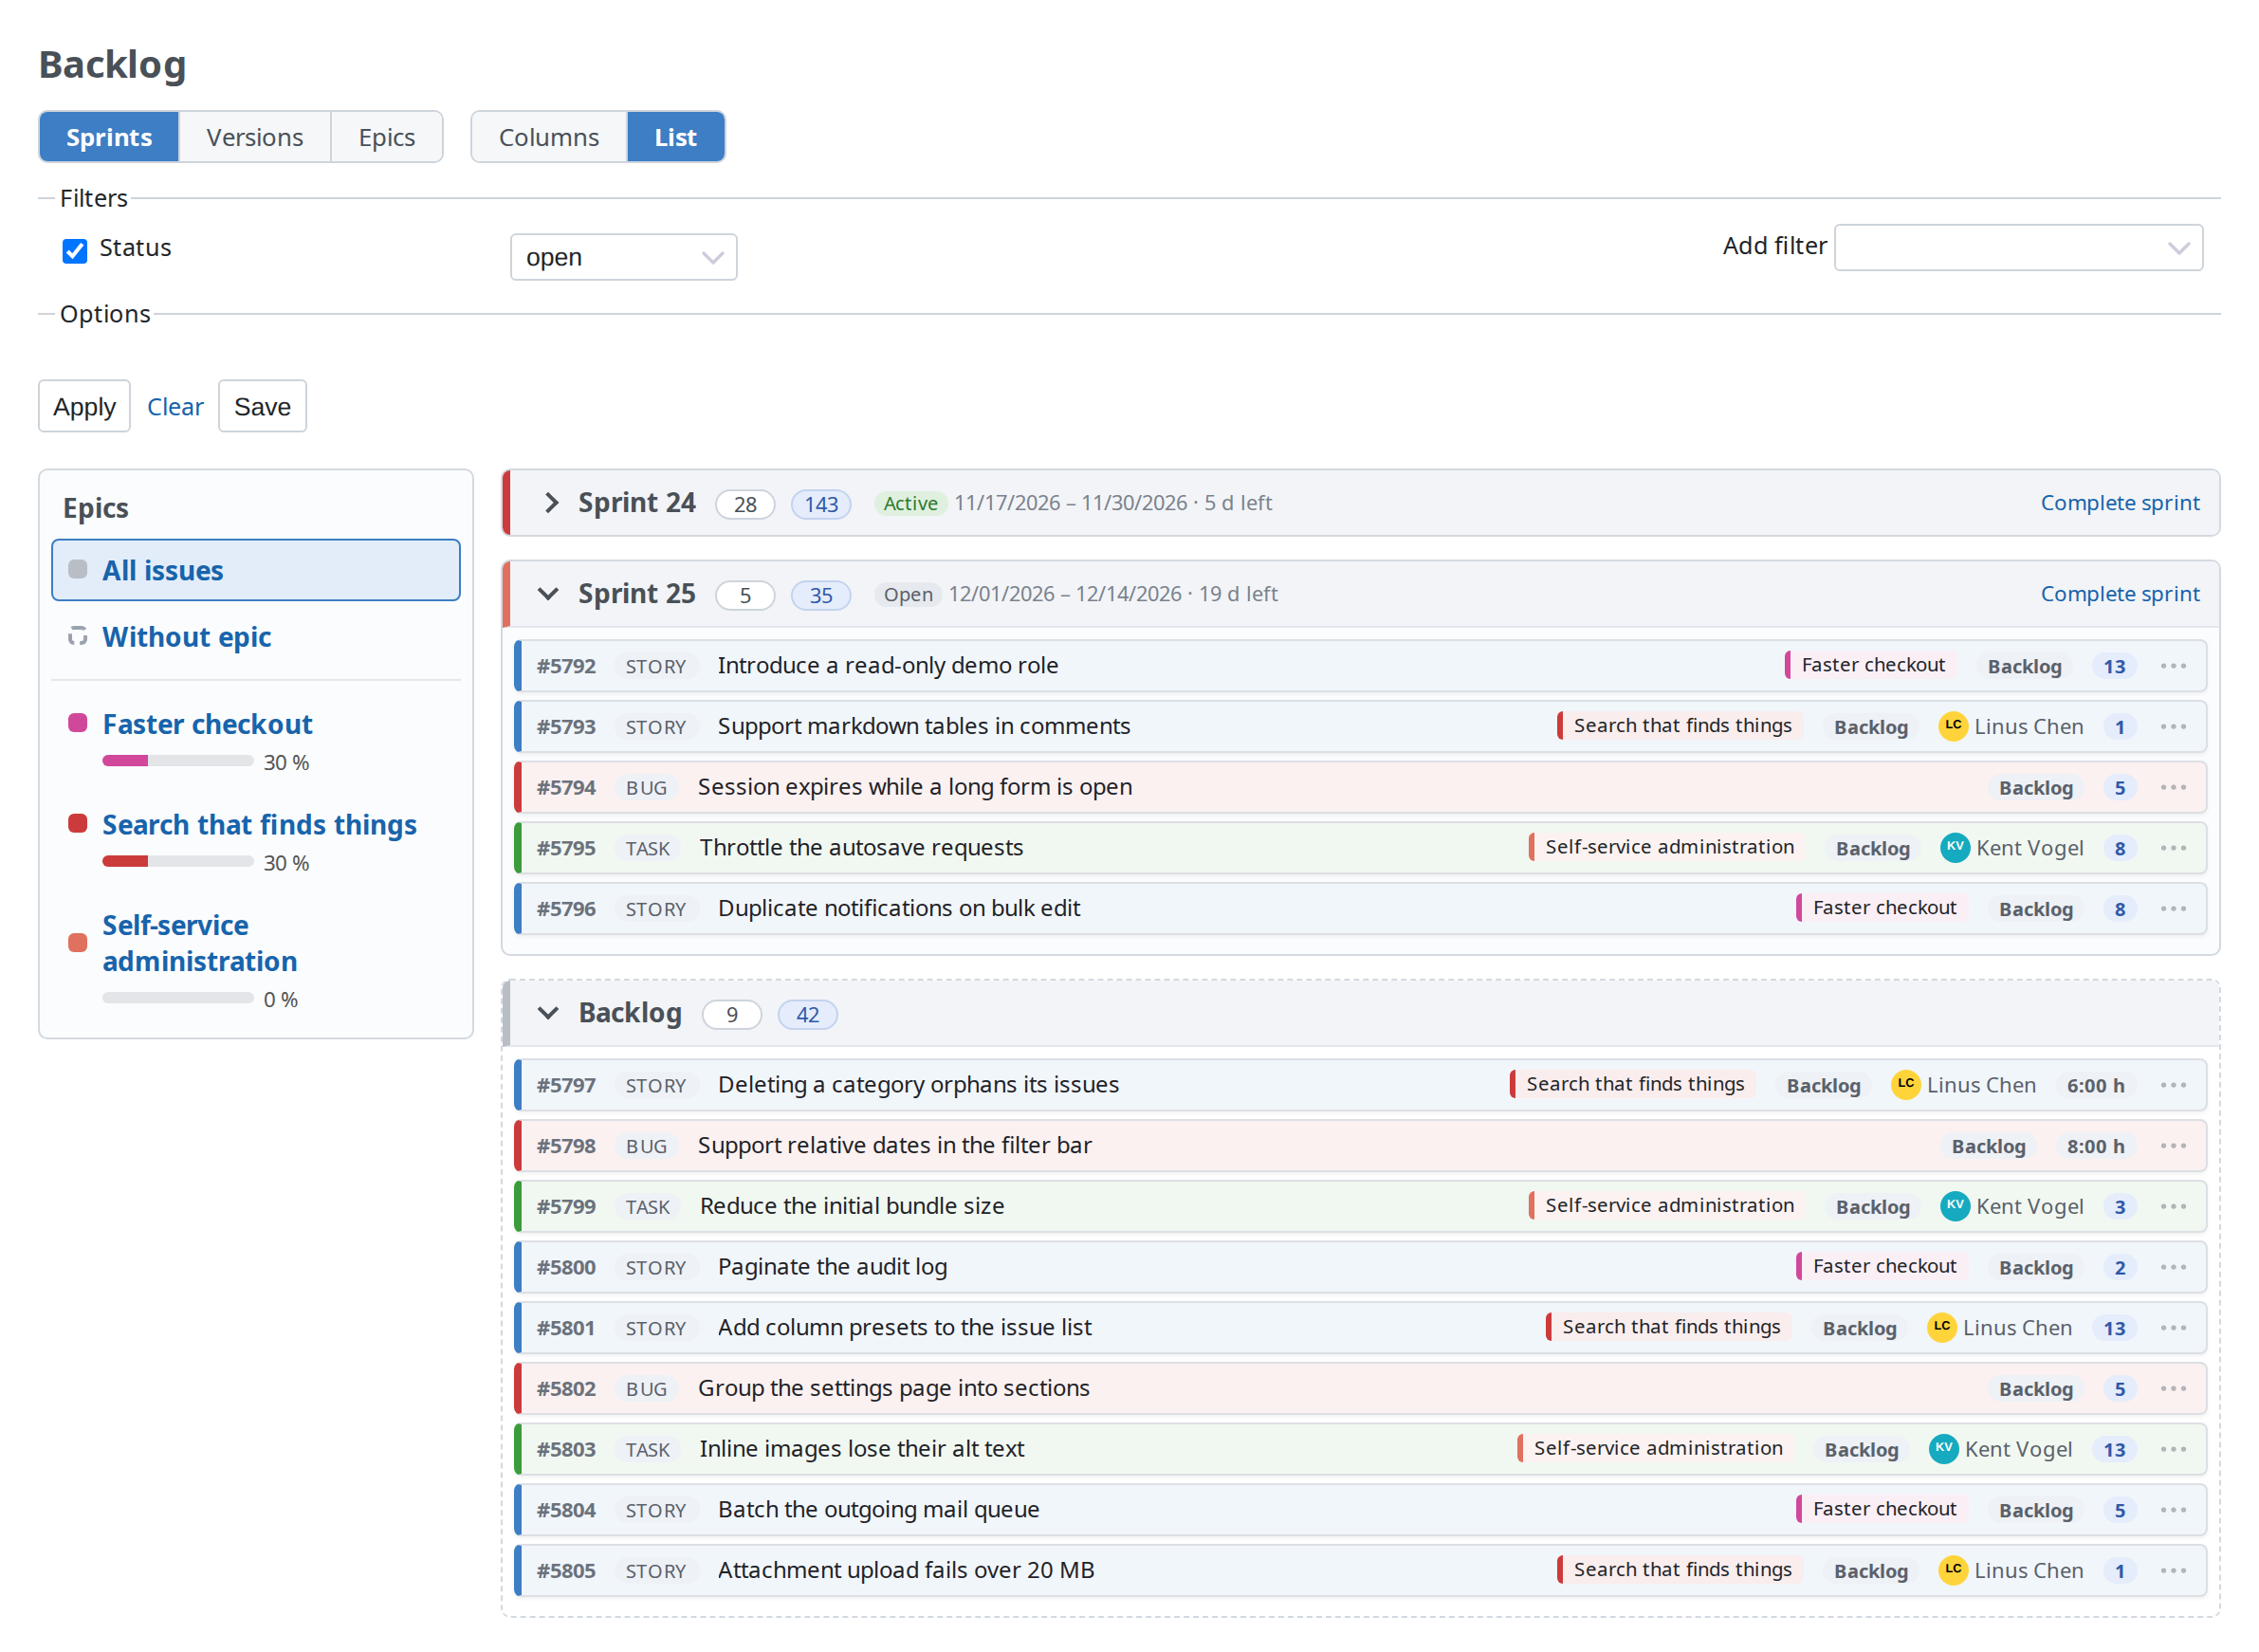 Backlog
Sprints Versions Epics Columns List
Filters
Status open Add filter
Options
Apply Clear Save
Epics
All issues
Without epic
Faster checkout
30 %
Search that finds things
30 %
Self-service
administration
0 %
Sprint 24 28 143 Active 11/17/2026 – 11/30/2026 · 5 d left Complete sprint
Sprint 25 5 35 Open 12/01/2026 – 12/14/2026 · 19 d left Complete sprint
#5792 STORY Introduce a read-only demo role Faster checkout Backlog 13
#5793 STORY Support markdown tables in comments Search that finds things Backlog LC Linus Chen 1
#5794 BUG Session expires while a long form is open Backlog 5
#5795 TASK Throttle the autosave requests Self-service administration Backlog KV Kent Vogel 8
#5796 STORY Duplicate notifications on bulk edit Faster checkout Backlog 8
Backlog 9 42
#5797 STORY Deleting a category orphans its issues Search that finds things Backlog LC Linus Chen 6:00 h
#5798 BUG Support relative dates in the filter bar Backlog 8:00 h
#5799 TASK Reduce the initial bundle size Self-service administration Backlog KV Kent Vogel 3
#5800 STORY Paginate the audit log Faster checkout Backlog 2
#5801 STORY Add column presets to the issue list Search that finds things Backlog LC Linus Chen 13
#5802 BUG Group the settings page into sections Backlog 5
#5803 TASK Inline images lose their alt text Self-service administration Backlog KV Kent Vogel 13
#5804 STORY Batch the outgoing mail queue Faster checkout Backlog 5
#5805 STORY Attachment upload fails over 20 MB Search that finds things Backlog LC Linus Chen 1